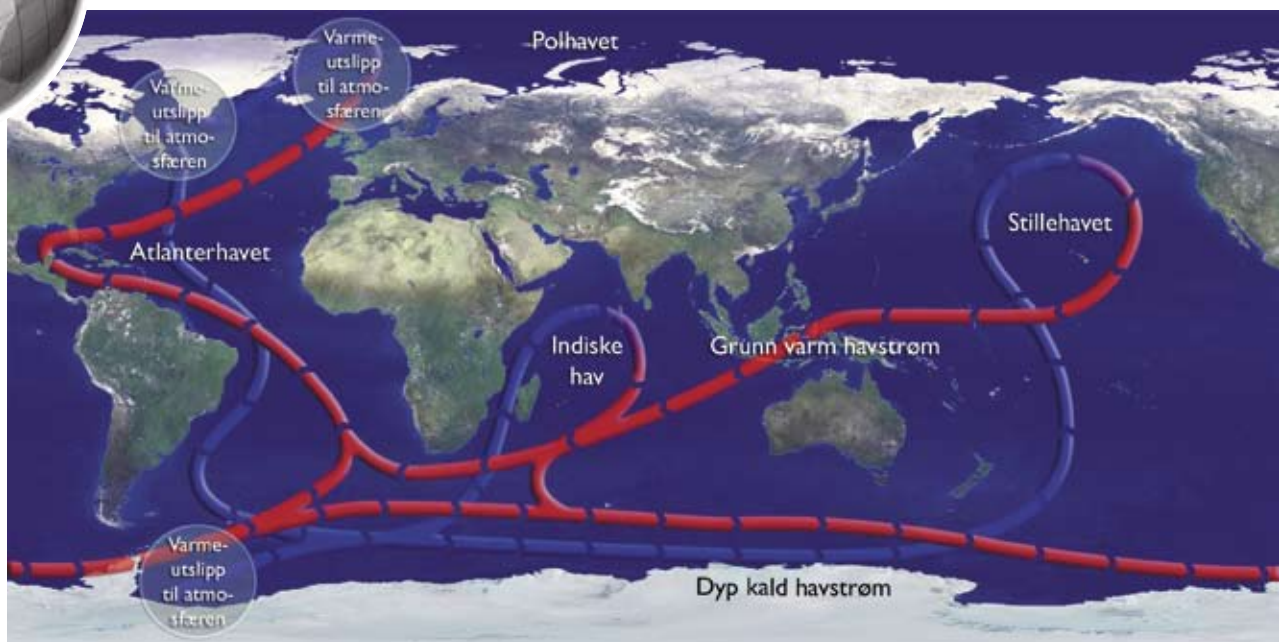 Varme-
utslipp
til atmo-
sfæren
Polhavet
Varme-
utslipp
til atmo-
sfæren
Atlanterhavet
Stillehavet
Indiske
hav
Grunn varm havstrøm
Varme-
utslipp
til atmo-
sfæren
Dyp kald havstrøm